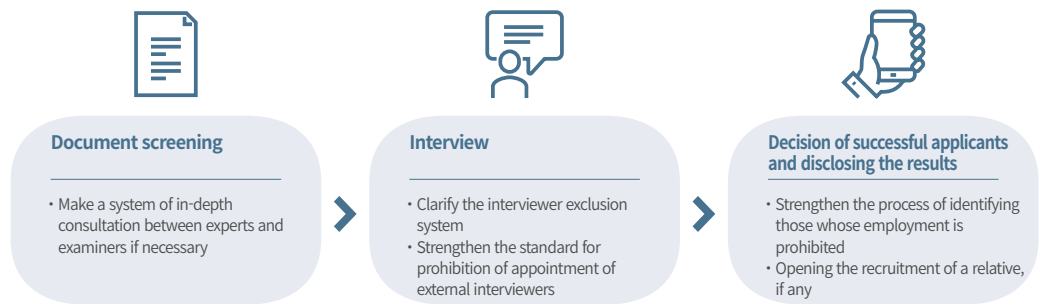 Document screening
• Make a system of in-depth
consultation between experts and
examiners if necessary
Interview
• Clarify the interviewer exclusion
system
• Strengthen the standard for
prohibition of appointment of
external interviewers
Decision of successful applicants
and disclosing the results
• Strengthen the process of identifying
those whose employment is
prohibited
• Opening the recruitment of a relative,
if any